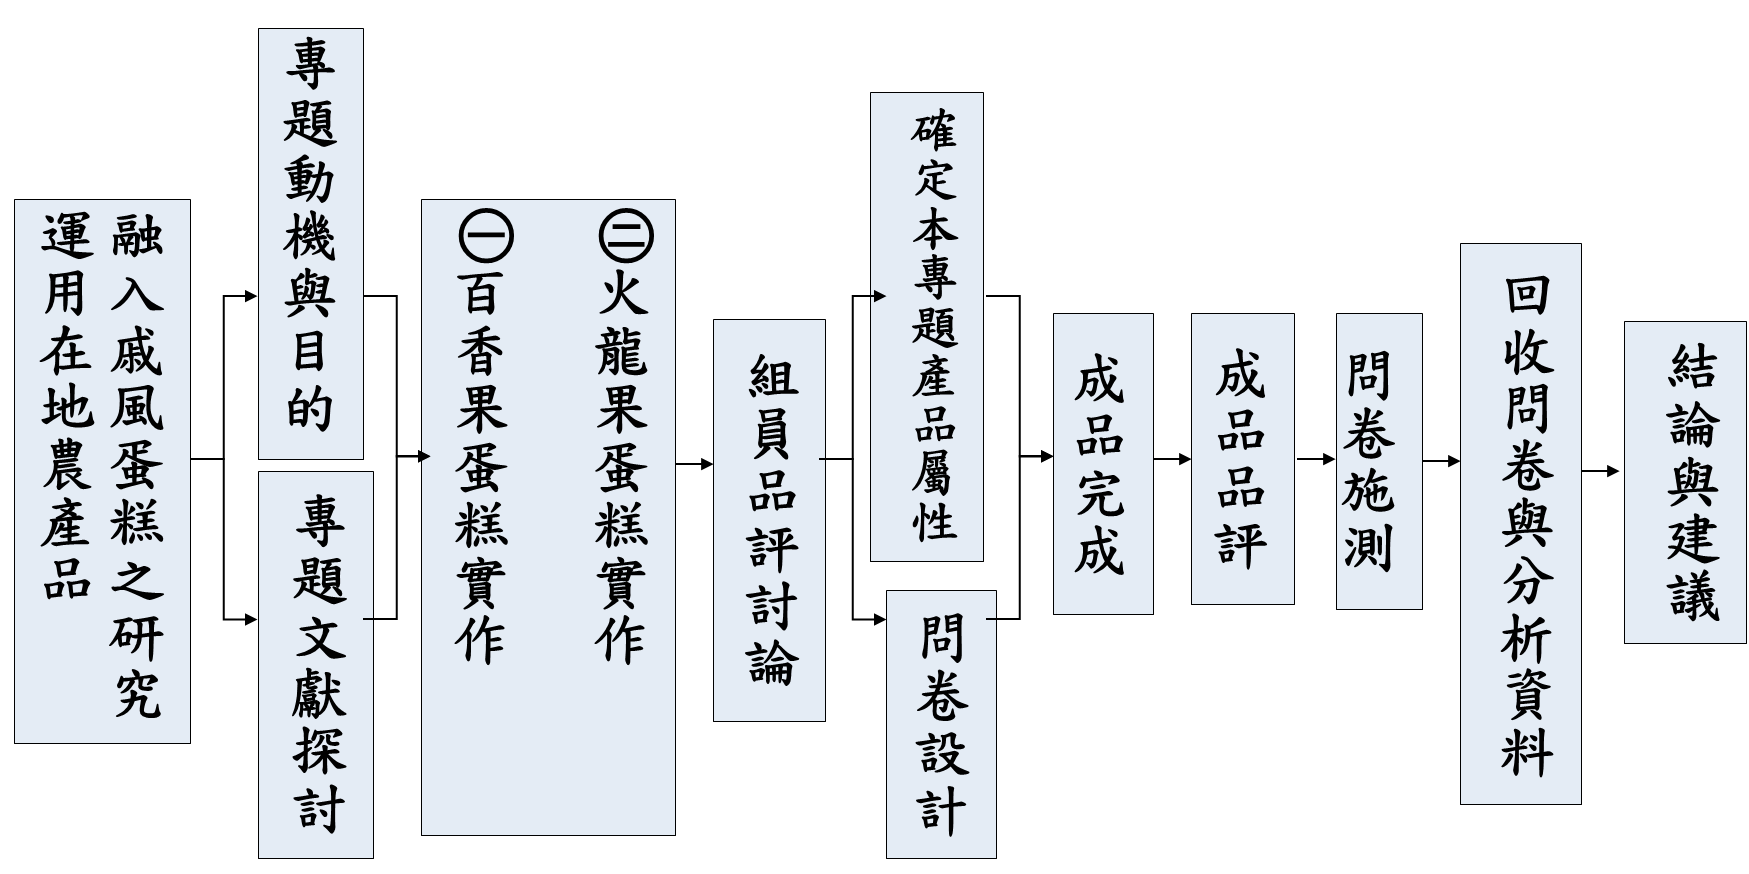 運用在地農產品
融入戚風蛋糕之研究
專題動機與目的
專題文獻探討
㊀百香果蛋糕實作
㊁火龍果蛋糕實作
組員品評討論
確定本專題產品屬性
問卷設計
成品完成
成品品評
問卷施測
回收問卷與分析資料
結論與建議